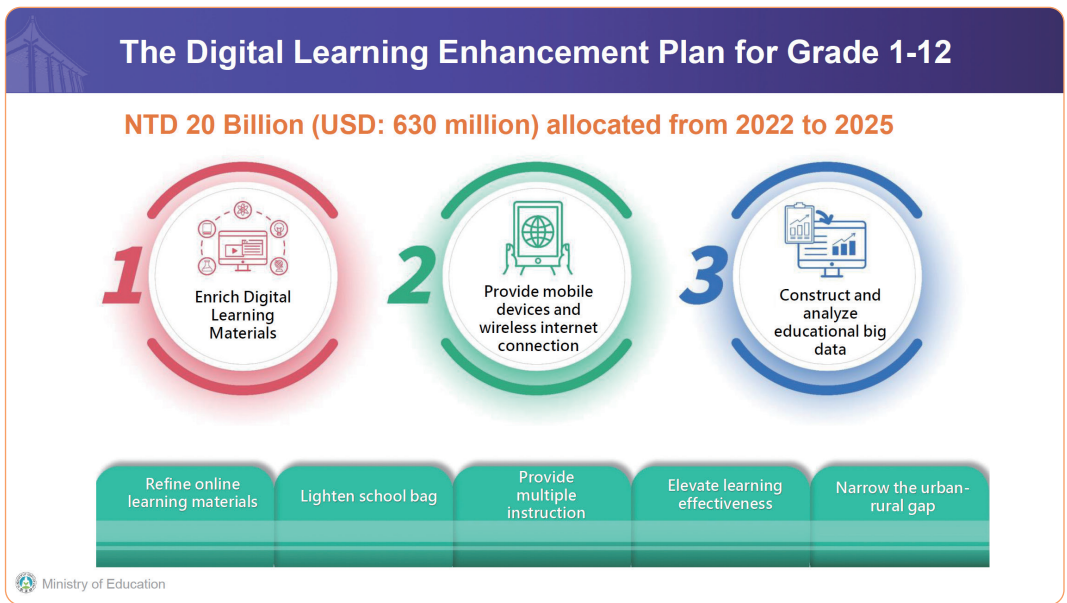 The Digital Learning Enhancement Plan for Grade 1-12
NTD 20 Billion (USD: 630 million) allocated from 2022 to 2025
1
Enrich Digital
Learning
Materials
2
Provide mobile
devices and
wireless internet
connection
3
Construct and
analyze
educational big
data
Refine online
learning materials
Lighten school bag
Provide
multiple
instruction
Elevate learning
effectiveness
Narrow the urban-
rural gap
Ministry of Education